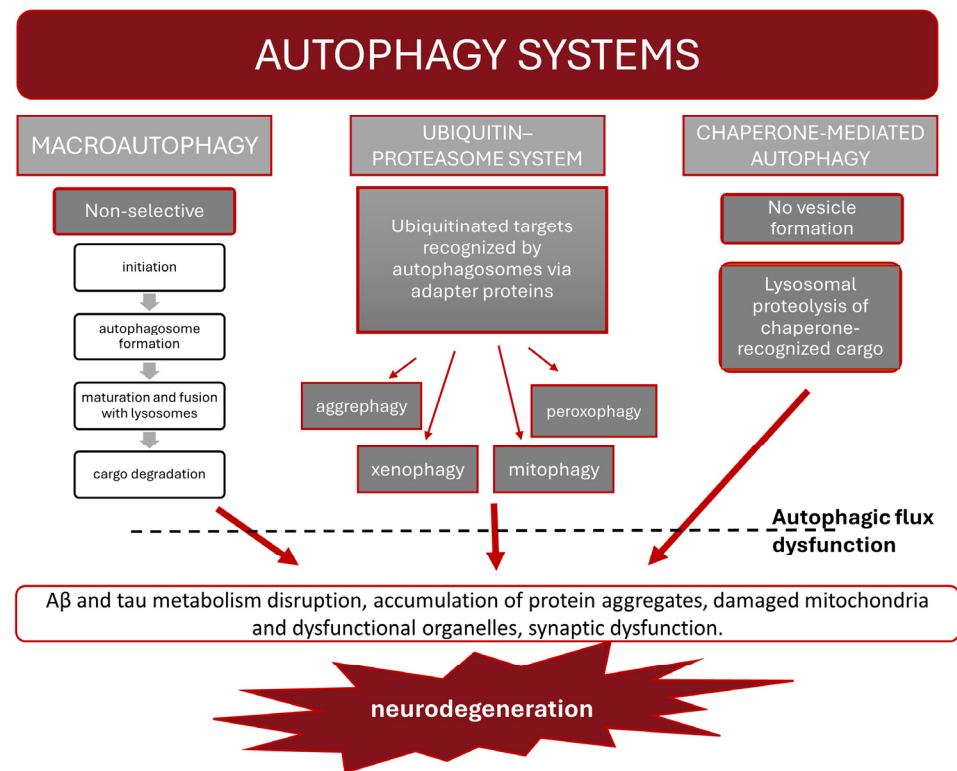 AUTOPHAGY SYSTEMS
MACROAUTOPHAGY
Non-selective
initiation
autophagosome
formation
maturation and fusion
with lysosomes
cargo degradation
UBIQUITIN–
PROTEASOME SYSTEM
Ubiquitinated targets
recognized by
autophagosomes via
adapter proteins
aggrephagy
peroxophagy
xenophagy
mitophagy
CHAPERONE-MEDIATED
AUTOPHAGY
No vesicle
formation
Lysosomal
proteolysis of
chaperone-
recognized cargo
Autophagic flux
dysfunction
Aβ and tau metabolism disruption, accumulation of protein aggregates, damaged mitochondria
and dysfunctional organelles, synaptic dysfunction.
neurodegeneration